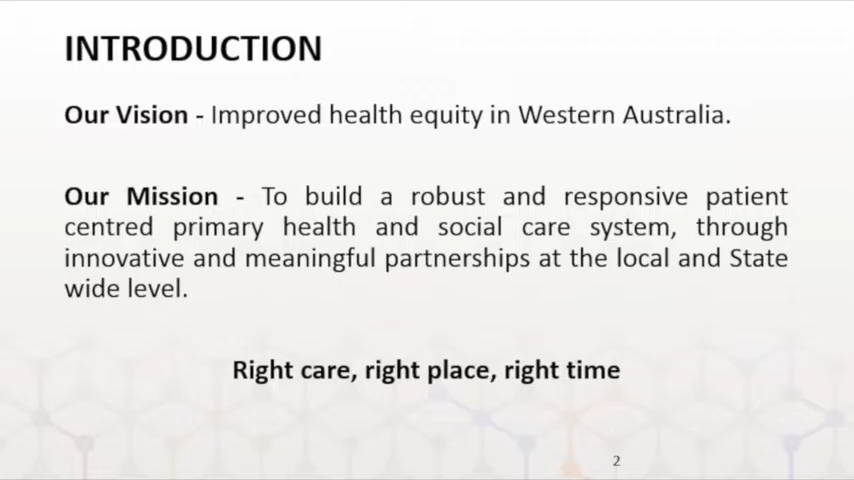 INTRODUCTION
Our Vision - Improved health equity in Western Australia.
Our Mission - To build a robust and responsive patient
centred primary health and social care system, through
innovative and meaningful partnerships at the local and State
wide level.
Right care, right place, right time
2